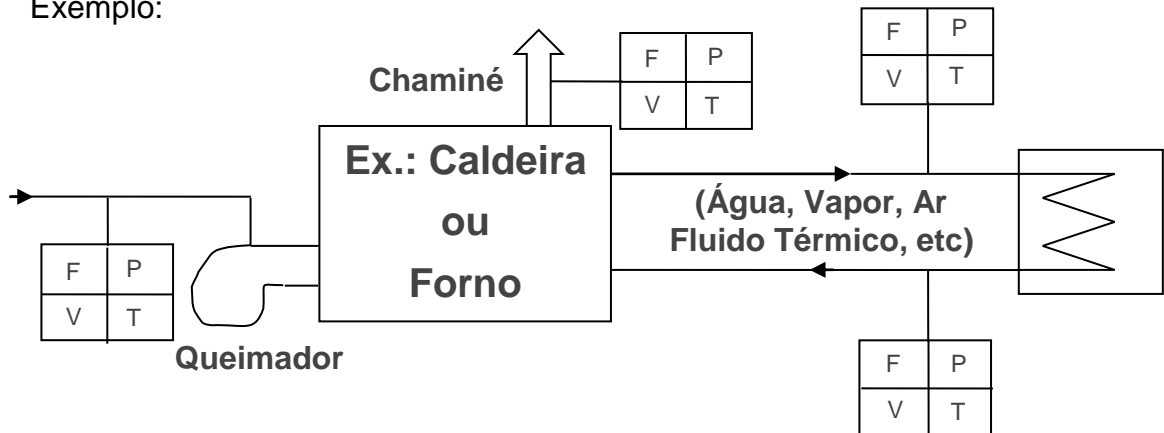 Exemplo:
F P
V T
Chaminé
F P
V T
Ex.: Caldeira
ou
Forno
(Água, Vapor, Ar
Fluido Térmico, etc)
F P
V T
Queimador
F P
V T